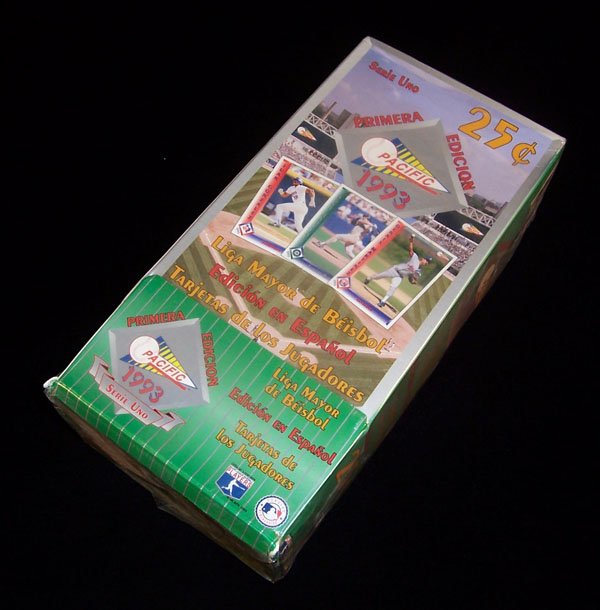 Serie Uno
25¢
PRIMERA
EDICION
PACIFIC
1993
Liga Mayor de Béisbol
Edición en Español
Tarjetas de los Jugadores
PRIMERA
EDICION
PACIFIC
1993
Serie Uno
Liga Mayor
de Béisbol
Edición en Español
Tarjetas de
los Jugadores
PLAYERS